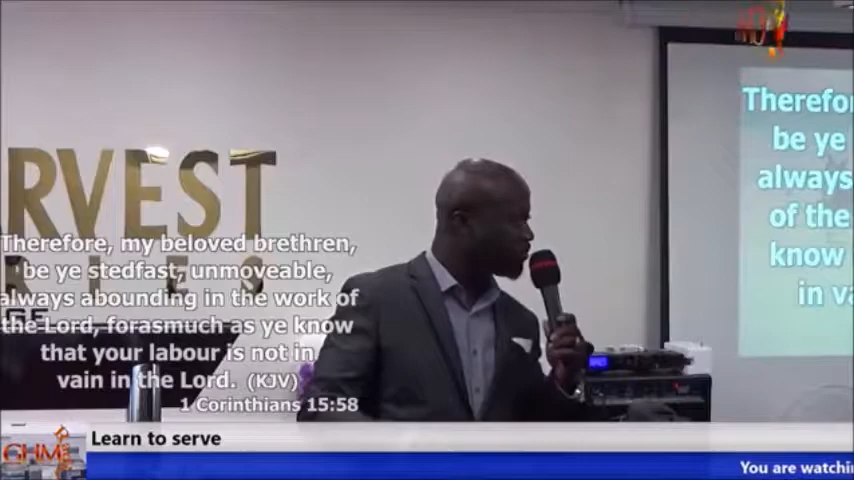 RVEST
RIES
GE
Therefore, my beloved brethren,
be ye stedfast, unmoveable,
always abounding in the work of
the Lord, forasmuch as ye know
that your labour is not in
vain in the Lord. (KJV)
1 Corinthians 15:58
Therefor
be ye
always
of the
know
in va
GHM
Learn to serve
You are watchin